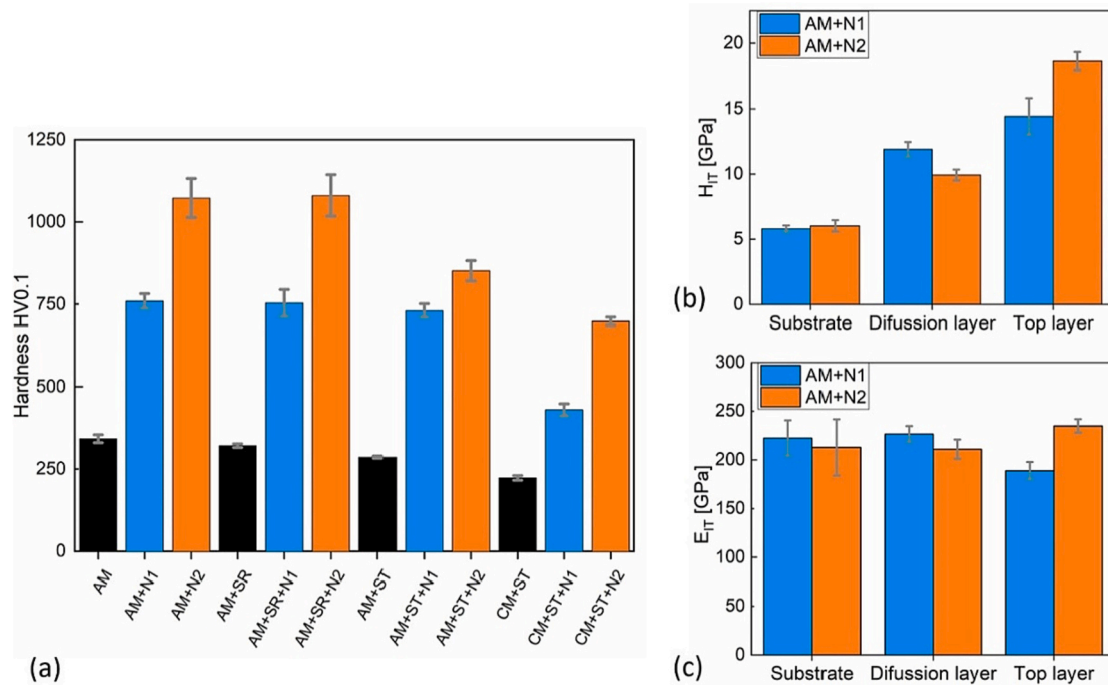 Hardness HV0.1
1250
1000
750
500
250
0
AM
AM+N1
AM+N2
AM+SR
AM+SR+N1
AM+SR+N2
AM+ST
AM+ST+N1
AM+ST+N2
CM+ST
CM+ST+N1
CM+ST+N2
(a)
AM+N1
AM+N2
H_IT [GPa]
20
15
10
5
0
Substrate Difussion layer Top layer
(b)
AM+N1
AM+N2
E_IT [GPa]
300
250
200
150
100
50
0
Substrate Difussion layer Top layer
(c)